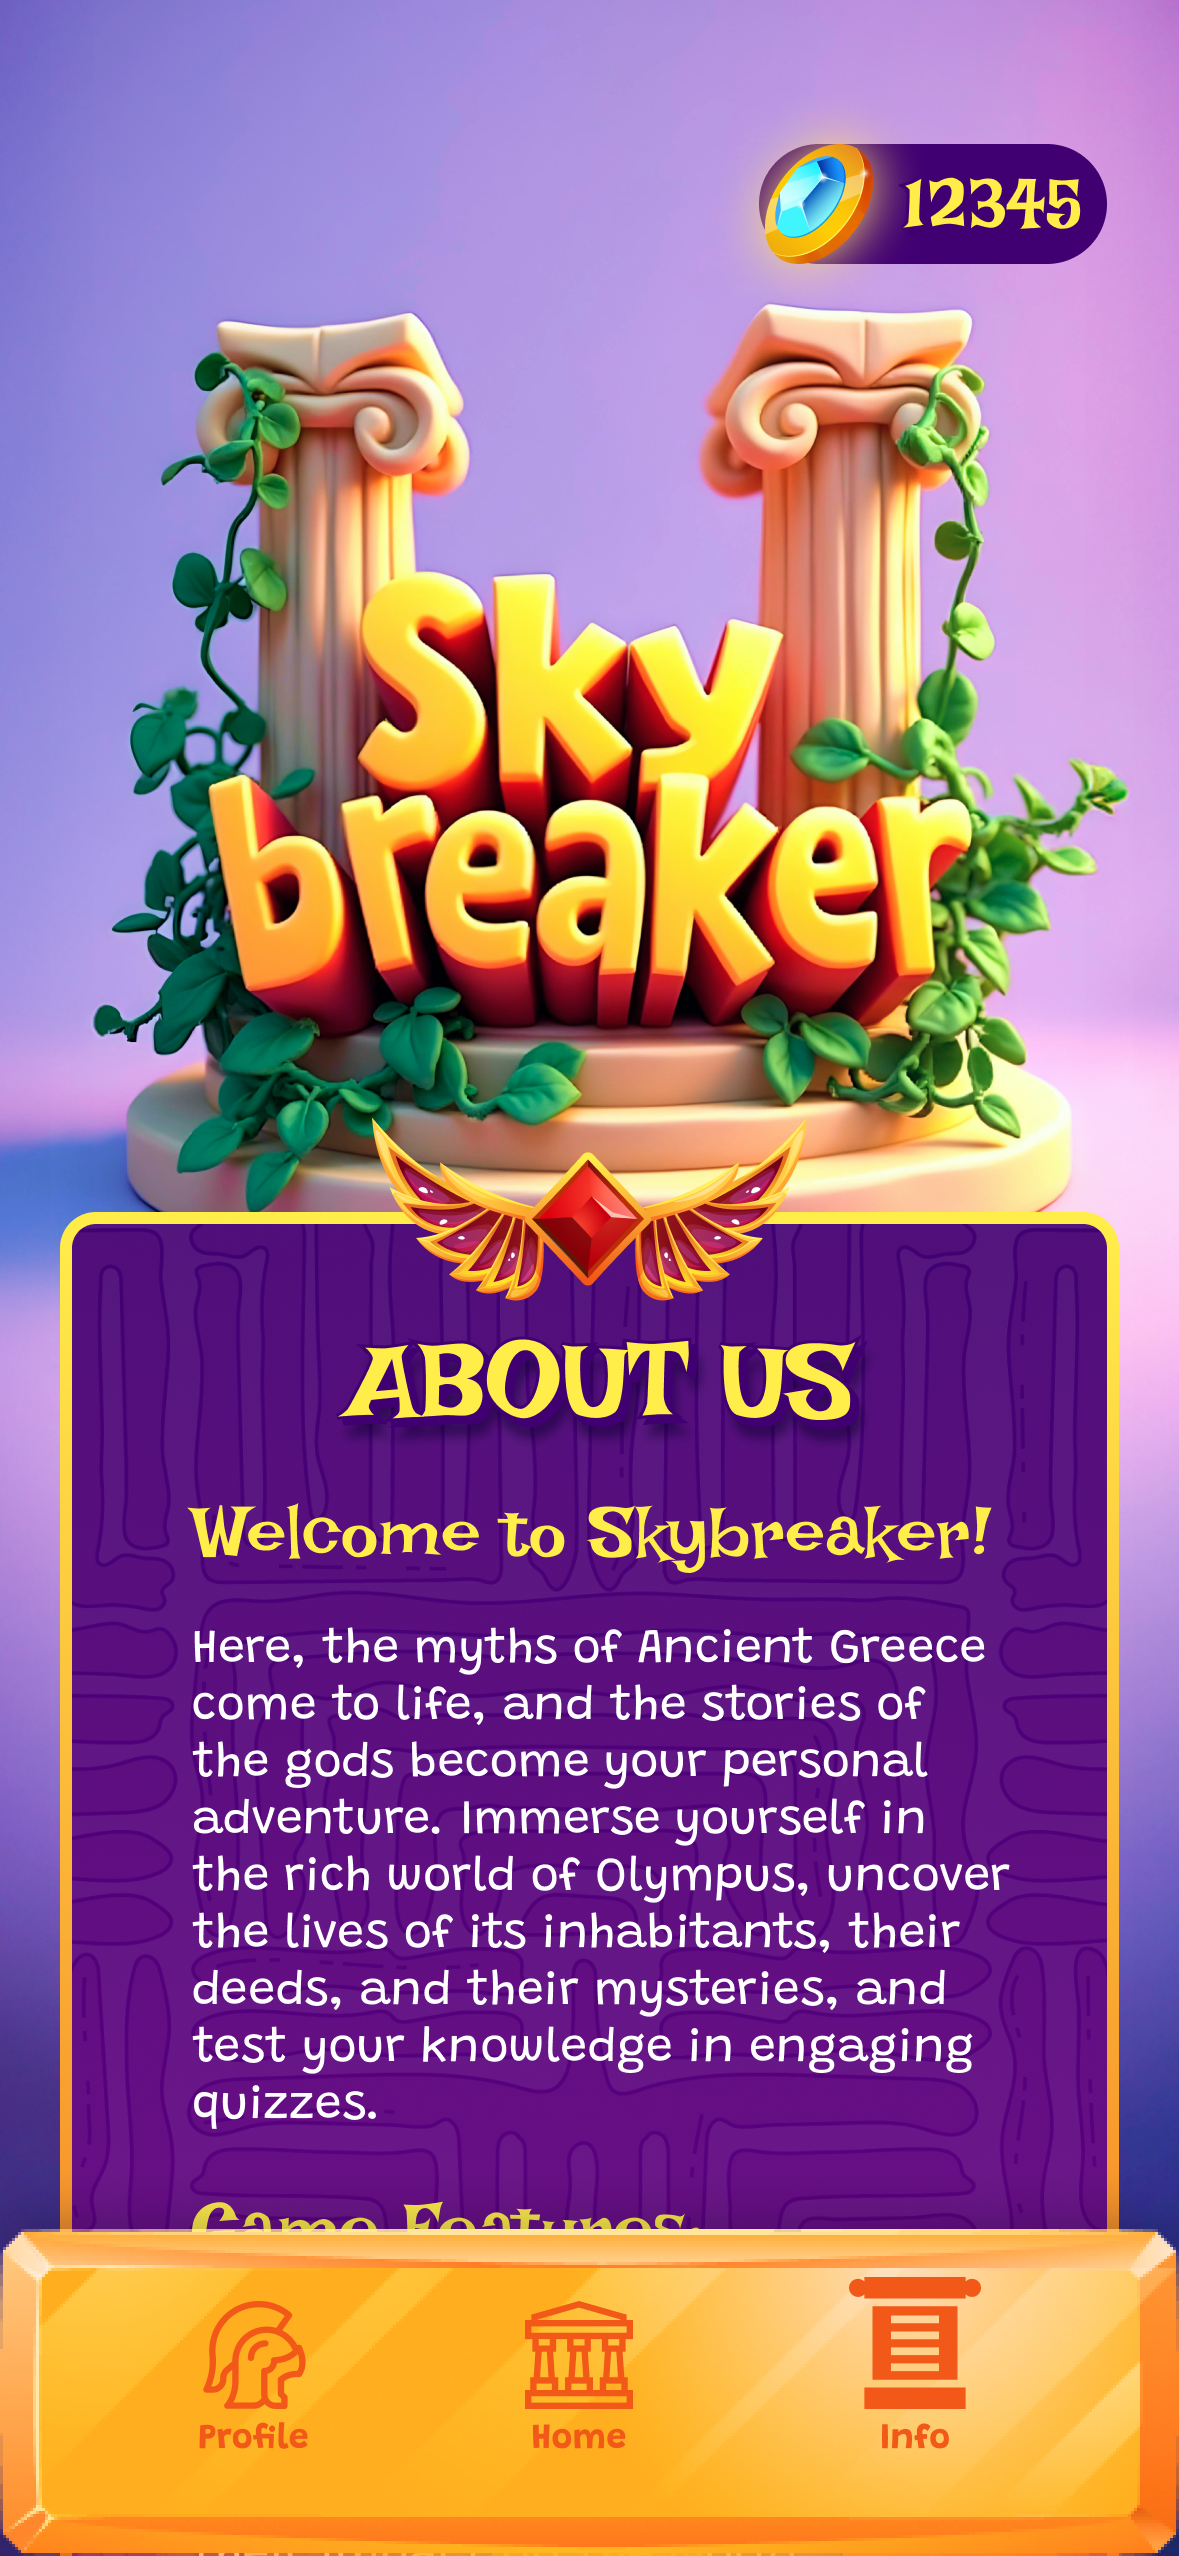 12345
Sky
breaker
ABOUT US
Welcome to Skybreaker!
Here, the myths of Ancient Greece
come to life, and the stories of
the gods become your personal
adventure. Immerse yourself in
the rich world of Olympus, uncover
the lives of its inhabitants, their
deeds, and their mysteries, and
test your knowledge in engaging
quizzes.
Game Features:
Profile
Home
Info